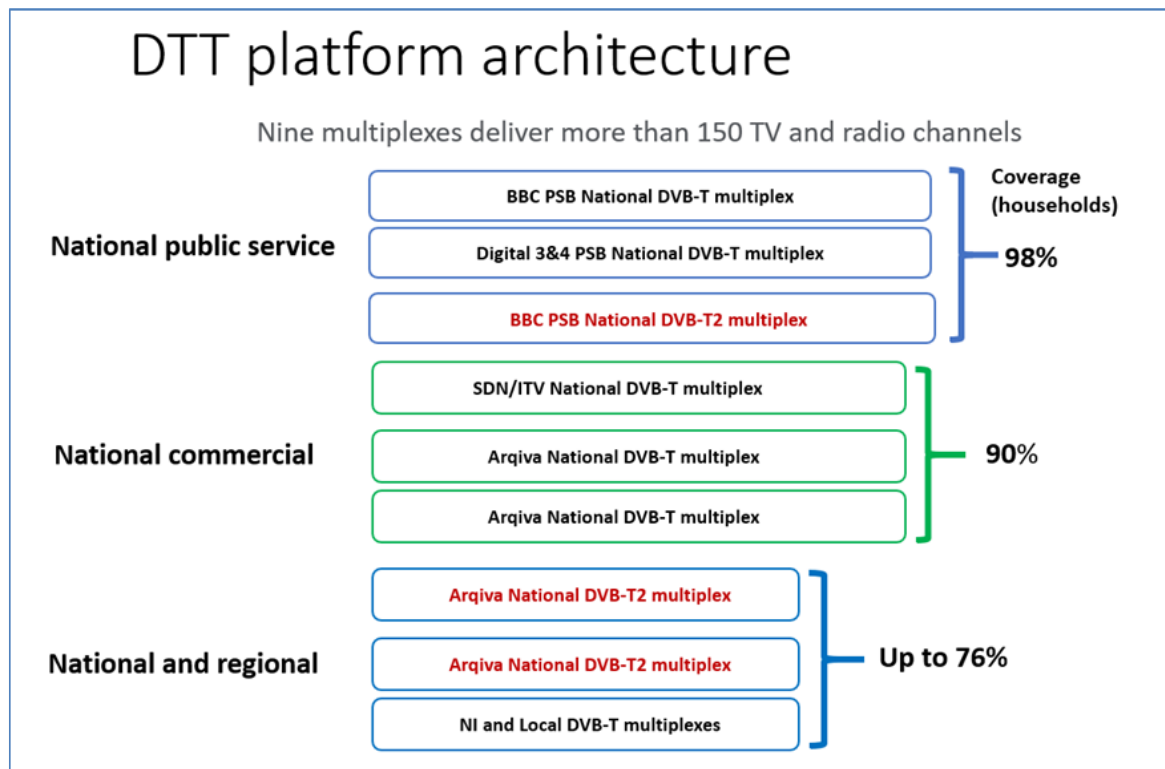 DTT platform architecture
Nine multiplexes deliver more than 150 TV and radio channels
Coverage
(households)
National public service
BBC PSB National DVB-T multiplex
Digital 3&4 PSB National DVB-T multiplex
BBC PSB National DVB-T2 multiplex
98%
National commercial
SDN/ITV National DVB-T multiplex
Arqiva National DVB-T multiplex
Arqiva National DVB-T multiplex
90%
National and regional
Arqiva National DVB-T2 multiplex
Arqiva National DVB-T2 multiplex
NI and Local DVB-T multiplexes
Up to 76%